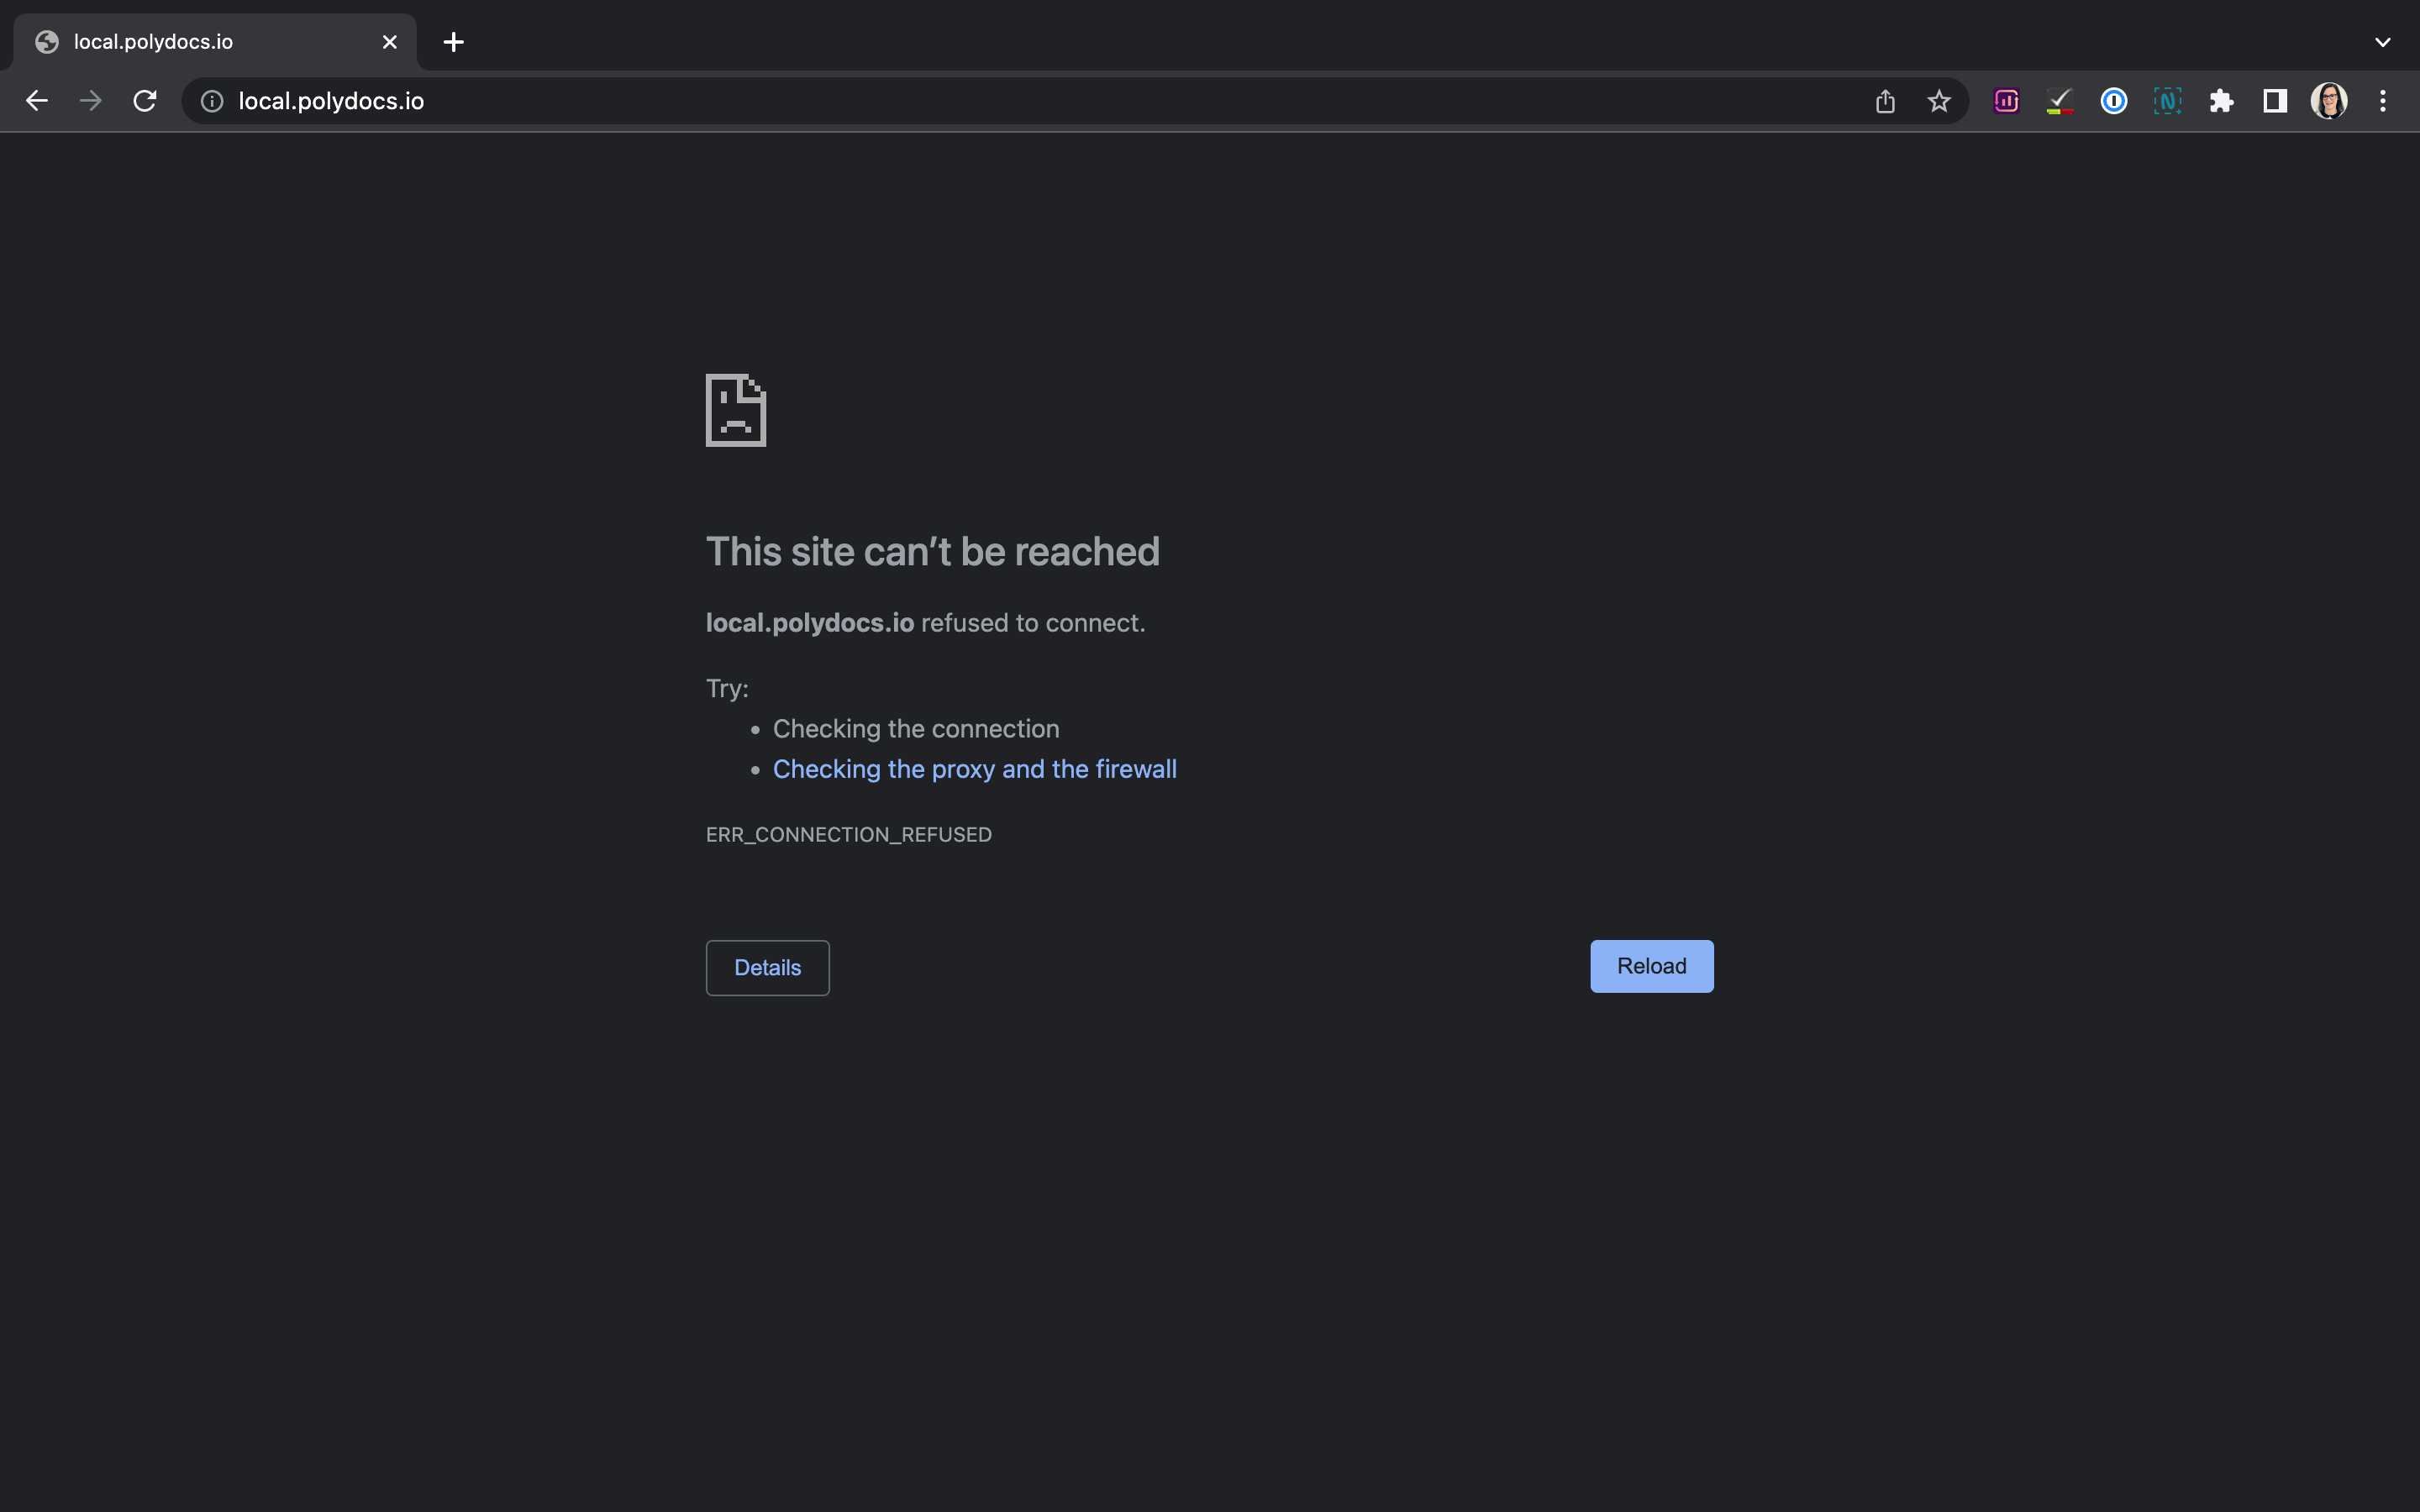 local.polydocs.io
local.polydocs.io
This site can’t be reached
local.polydocs.io refused to connect.
Try:
• Checking the connection
• Checking the proxy and the firewall
ERR_CONNECTION_REFUSED
Details
Reload